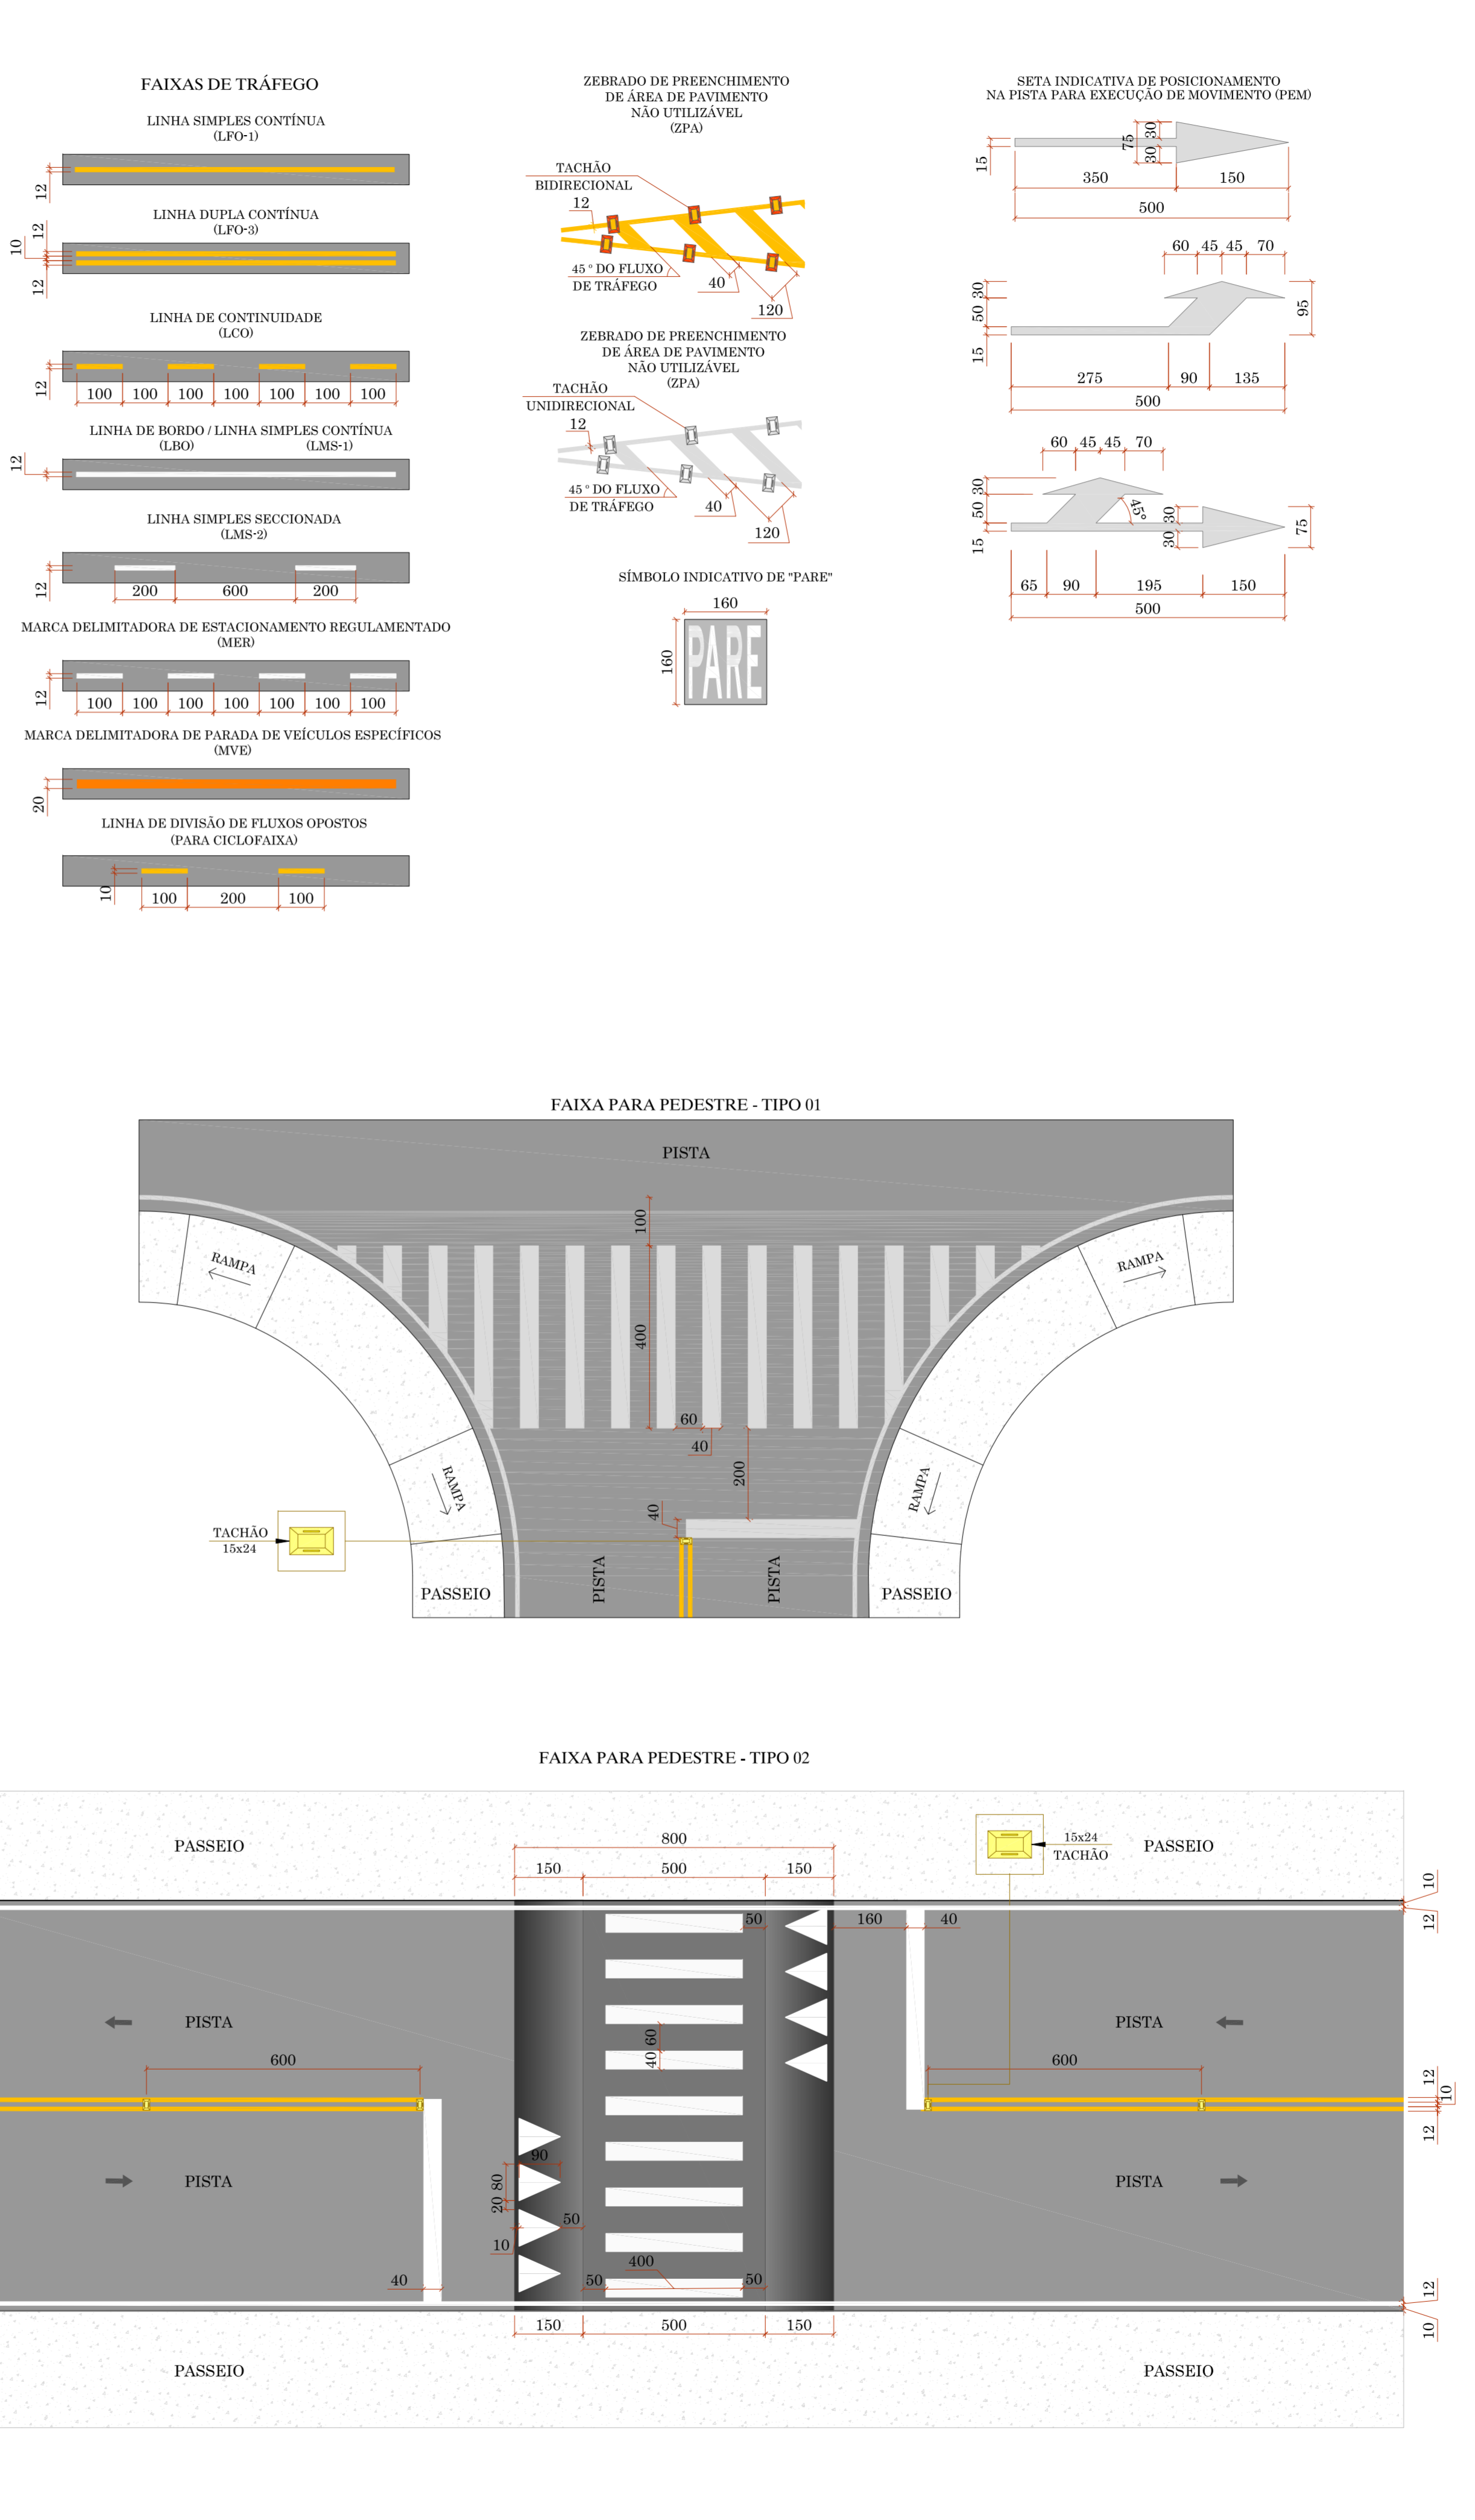 FAIXAS DE TRÁFEGO
LINHA SIMPLES CONTÍNUA
(LFO-1)
12
LINHA DUPLA CONTÍNUA
(LFO-3)
12
10
12
LINHA DE CONTINUIDADE
(LCO)
12
100 100 100 100 100 100 100
LINHA DE BORDO / LINHA SIMPLES CONTÍNUA
(LBO) (LMS-1)
12
LINHA SIMPLES SECCIONADA
(LMS-2)
12
200 600 200
MARCA DELIMITADORA DE ESTACIONAMENTO REGULAMENTADO
(MER)
12
100 100 100 100 100 100 100
MARCA DELIMITADORA DE PARADA DE VEÍCULOS ESPECÍFICOS
(MVE)
20
LINHA DE DIVISÃO DE FLUXOS OPOSTOS
(PARA CICLOFAIXA)
10
100 200 100
ZEBRADO DE PREENCHIMENTO
DE ÁREA DE PAVIMENTO
NÃO UTILIZÁVEL
(ZPA)
TACHÃO
BIDIRECIONAL
12
45 º DO FLUXO
DE TRÁFEGO
40
120
ZEBRADO DE PREENCHIMENTO
DE ÁREA DE PAVIMENTO
NÃO UTILIZÁVEL
(ZPA)
TACHÃO
UNIDIRECIONAL
12
45 º DO FLUXO
DE TRÁFEGO
40
120
SÍMBOLO INDICATIVO DE "PARE"
160
160
PARE
SETA INDICATIVA DE POSICIONAMENTO
NA PISTA PARA EXECUÇÃO DE MOVIMENTO (PEM)
15
75
30
30
350 150
500
60 45 45 70
30
50
15
95
275 90 135
500
60 45 45 70
30
50
15
45°
30
30
75
65 90 195 150
500
FAIXA PARA PEDESTRE - TIPO 01
PISTA
100
RAMPA
RAMPA
400
60
40
200
RAMPA
RAMPA
40
TACHÃO
15x24
PISTA
PISTA
PASSEIO
PASSEIO
FAIXA PARA PEDESTRE - TIPO 02
PASSEIO
800
150 500 150
15x24
TACHÃO
PASSEIO
10
12
50
160 40
PISTA
PISTA
60
40
600
600
12
10
12
PISTA
PISTA
90
80
20
50
10
400
50
50
40
12
10
150 500 150
PASSEIO
PASSEIO